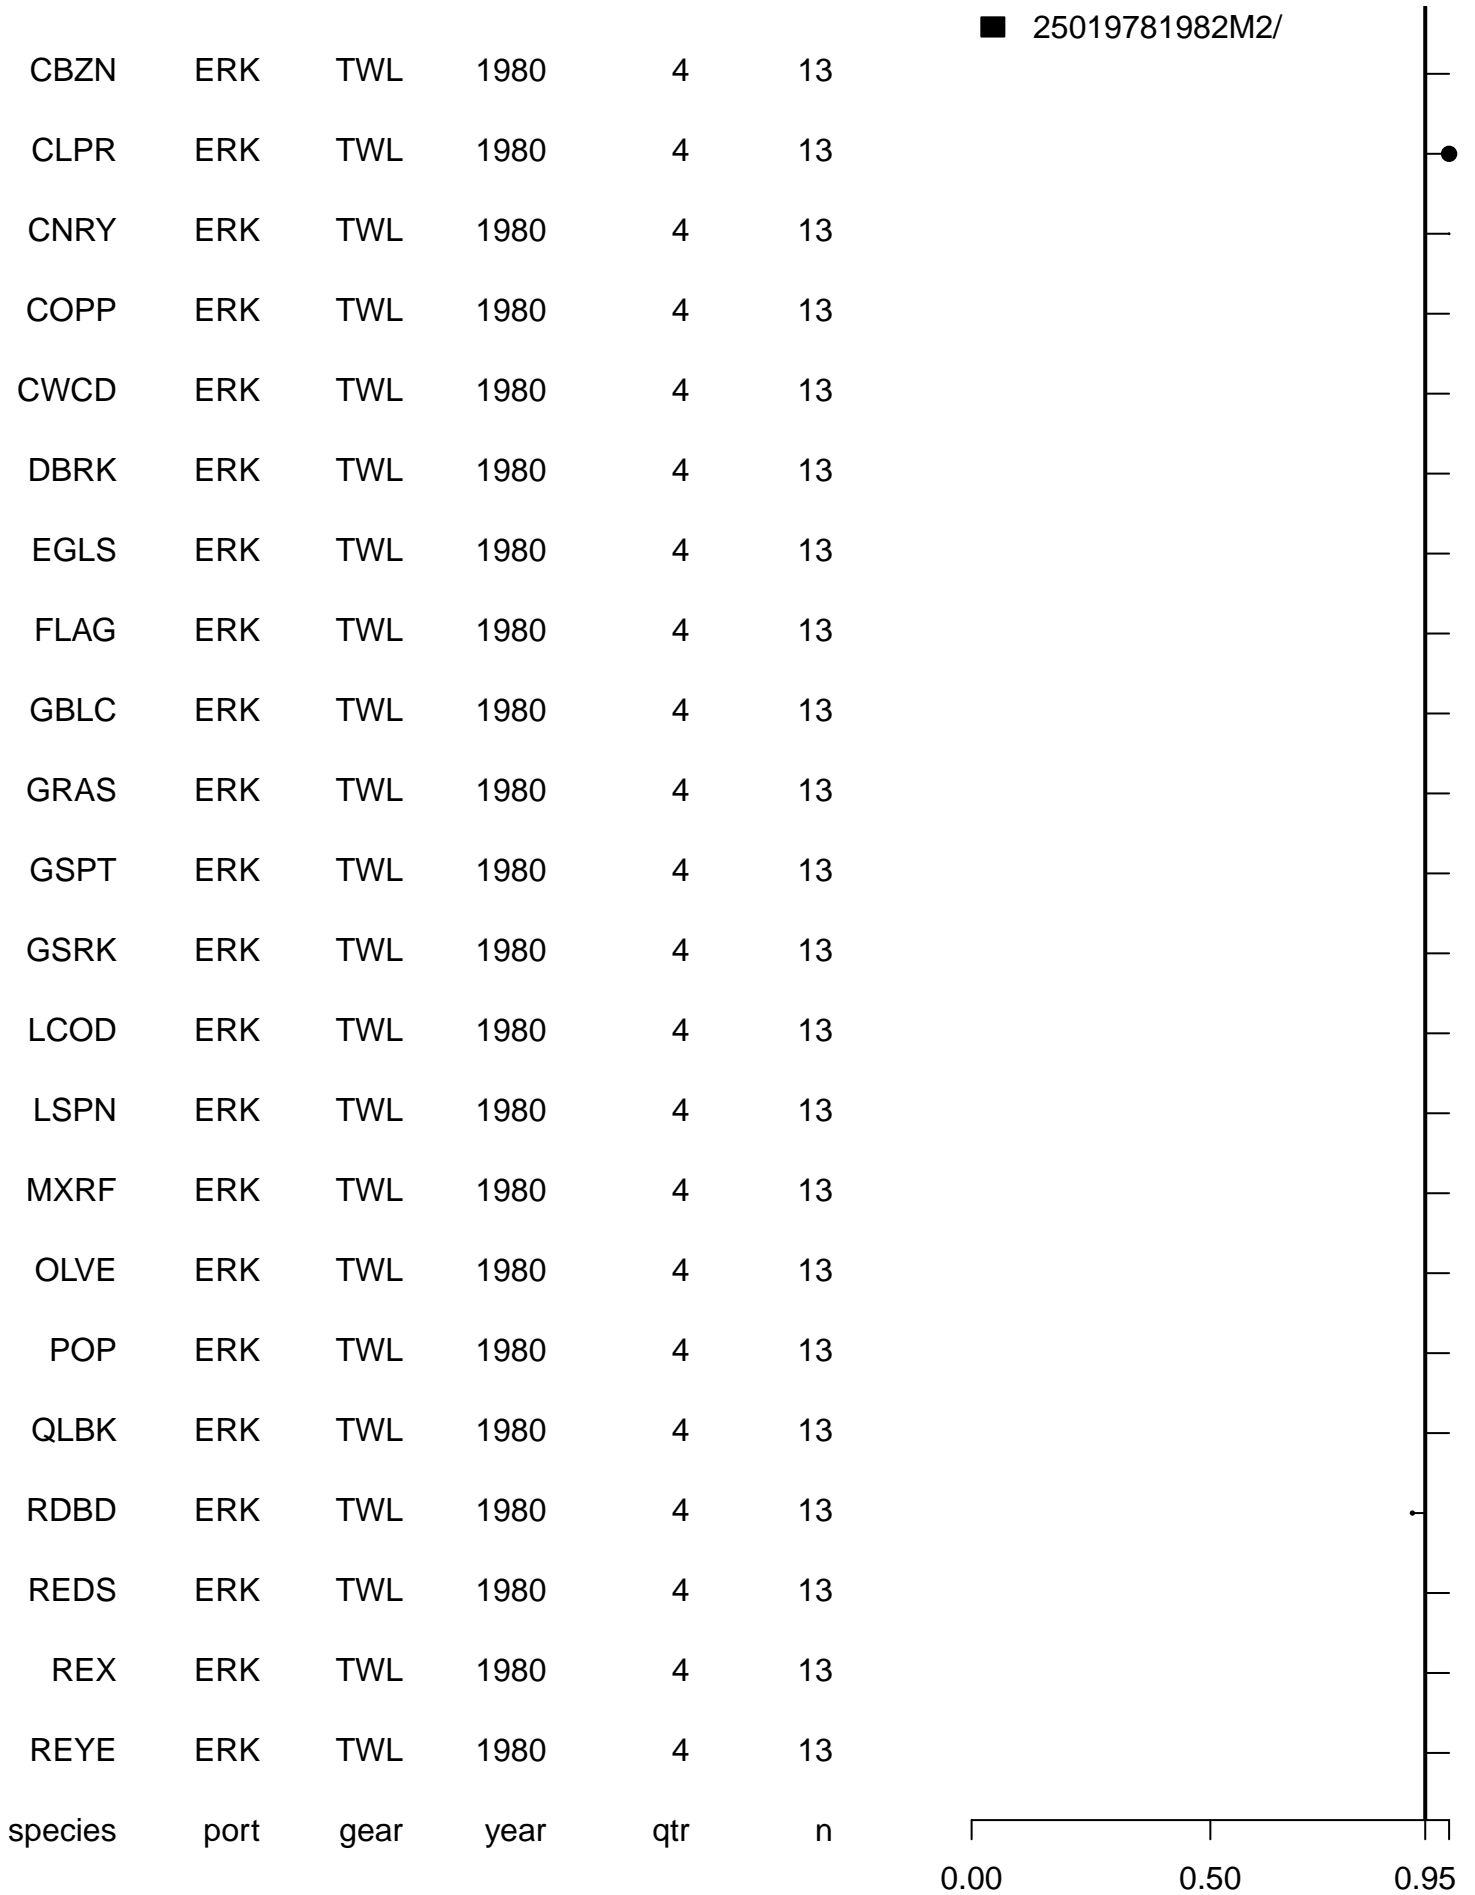 25019781982M2/
CBZN ERK TWL 1980 4 13
CLPR ERK TWL 1980 4 13
CNRY ERK TWL 1980 4 13
COPP ERK TWL 1980 4 13
CWCD ERK TWL 1980 4 13
DBRK ERK TWL 1980 4 13
EGLS ERK TWL 1980 4 13
FLAG ERK TWL 1980 4 13
GBLC ERK TWL 1980 4 13
GRAS ERK TWL 1980 4 13
GSPT ERK TWL 1980 4 13
GSRK ERK TWL 1980 4 13
LCOD ERK TWL 1980 4 13
LSPN ERK TWL 1980 4 13
MXRF ERK TWL 1980 4 13
OLVE ERK TWL 1980 4 13
POP ERK TWL 1980 4 13
QLBK ERK TWL 1980 4 13
RDBD ERK TWL 1980 4 13
REDS ERK TWL 1980 4 13
REX ERK TWL 1980 4 13
REYE ERK TWL 1980 4 13
species port gear year qtr n
0.00 0.50 0.95